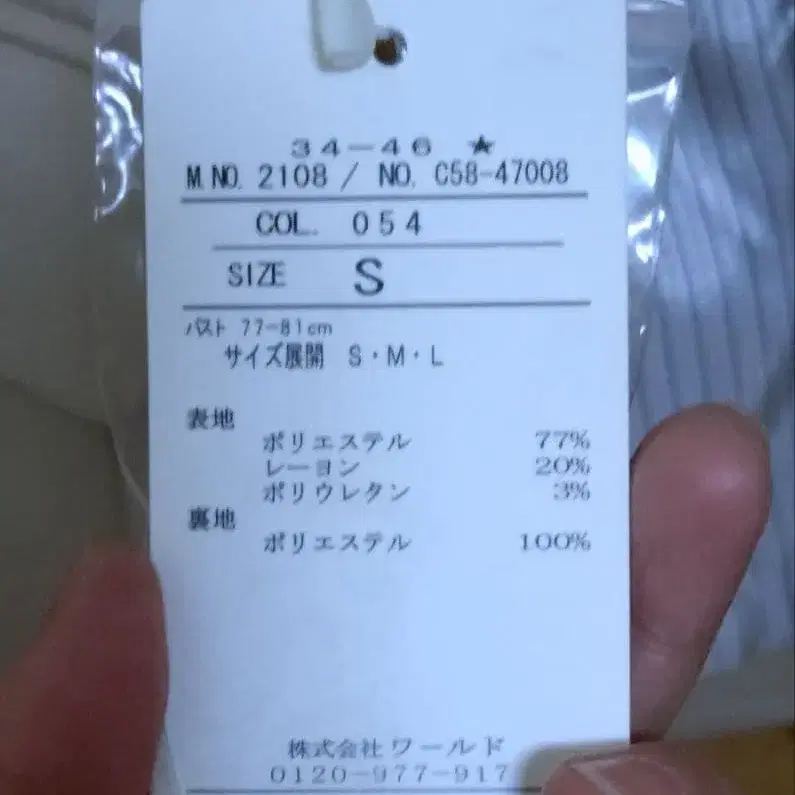 34-46 ★
M.NO. 2108 / NO. C58-47008
COL. 054
SIZE S
バスト 77-81cm
サイズ展開 S・M・L
表地
ポリエステル 77%
レーヨン 20%
ポリウレタン 3%
裏地
ポリエステル 100%
株式会社ワールド
0120-977-917